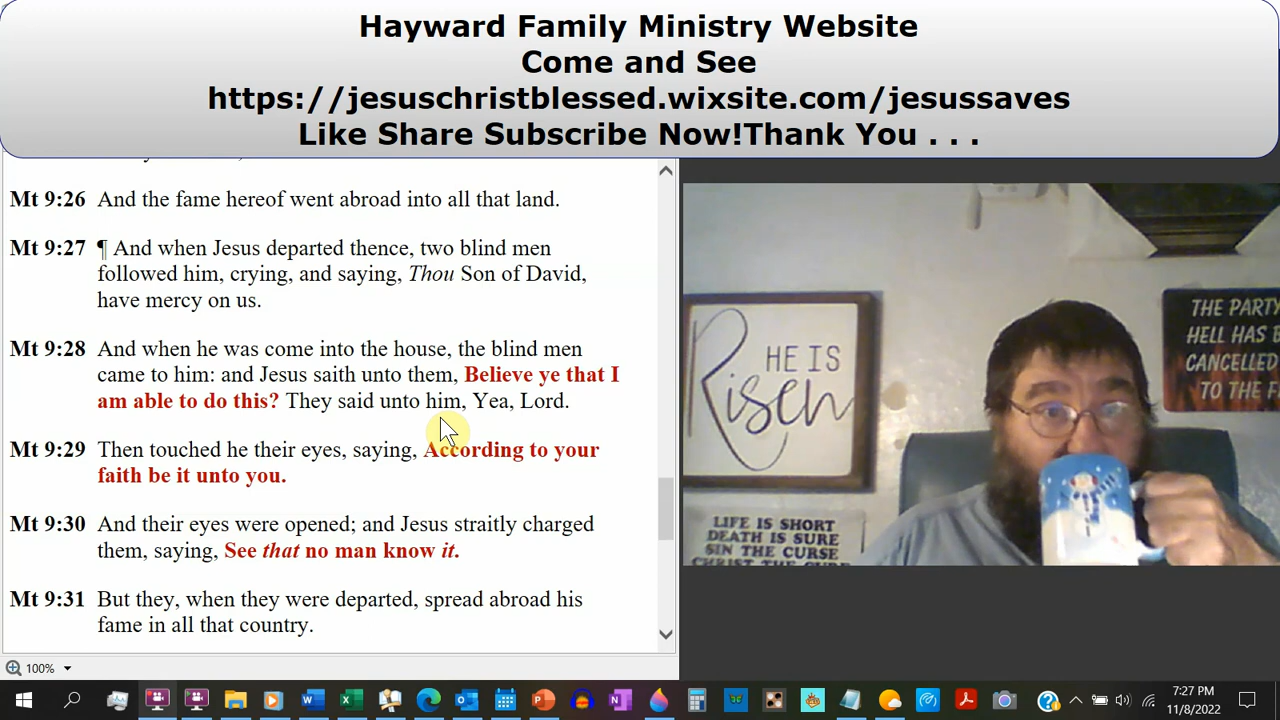 Hayward Family Ministry Website
Come and See
https://jesuschristblessed.wixsite.com/jesussaves
Like Share Subscribe Now!Thank You . . .
Mt 9:26 And the fame hereof went abroad into all that land.
Mt 9:27 ¶ And when Jesus departed thence, two blind men
followed him, crying, and saying, Thou Son of David,
have mercy on us.
Mt 9:28 And when he was come into the house, the blind men
came to him: and Jesus saith unto them, Believe ye that I
am able to do this? They said unto him, Yea, Lord.
Mt 9:29 Then touched he their eyes, saying, According to your
faith be it unto you.
Mt 9:30 And their eyes were opened; and Jesus straitly charged
them, saying, See that no man know it.
Mt 9:31 But they, when they were departed, spread abroad his
fame in all that country.
100%
Risen
HE IS
THE PARTY
HELL HAS B
CANCELLED
TO THE F
LIFE IS SHORT
DEATH IS SURE
SIN THE CURSE
CHRIST THE CURE
7:27 PM
11/8/2022